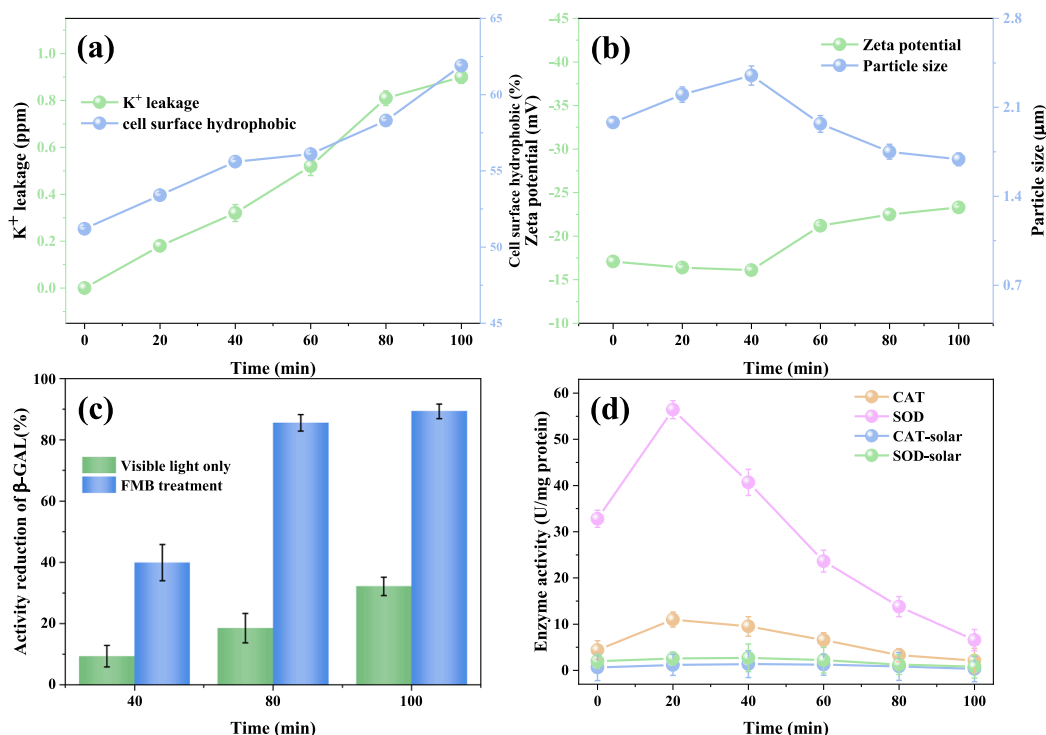 (a)
K+ leakage
cell surface hydrophobic
K+ leakage (ppm)
1.0
0.8
0.6
0.4
0.2
0.0
65
60
55
50
45
Cell surface hydrophobic (%)
0 20 40 60 80 100
Time (min)
(b)
Zeta potential
Particle size
Zeta potential (mV)
-45
-40
-35
-30
-25
-20
-15
-10
2.8
2.1
1.4
0.7
Particle size (μm)
0 20 40 60 80 100
Time (min)
(c)
Visible light only
FMB treatment
Activity reduction of β-GAL(%)
100
80
60
40
20
0
40 80 100
Time (min)
(d)
CAT
SOD
CAT-solar
SOD-solar
Enzyme activity (U/mg protein)
60
50
40
30
20
10
0
0 20 40 60 80 100
Time (min)